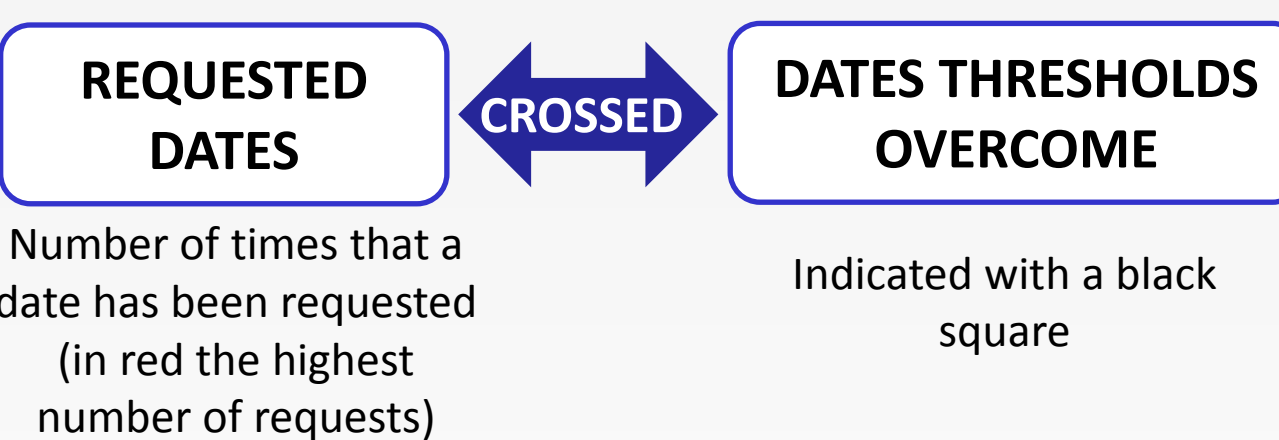 REQUESTED
DATES
CROSSED
DATES THRESHOLDS
OVERCOME
Number of times that a
date has been requested
(in red the highest
number of requests)
Indicated with a black
square